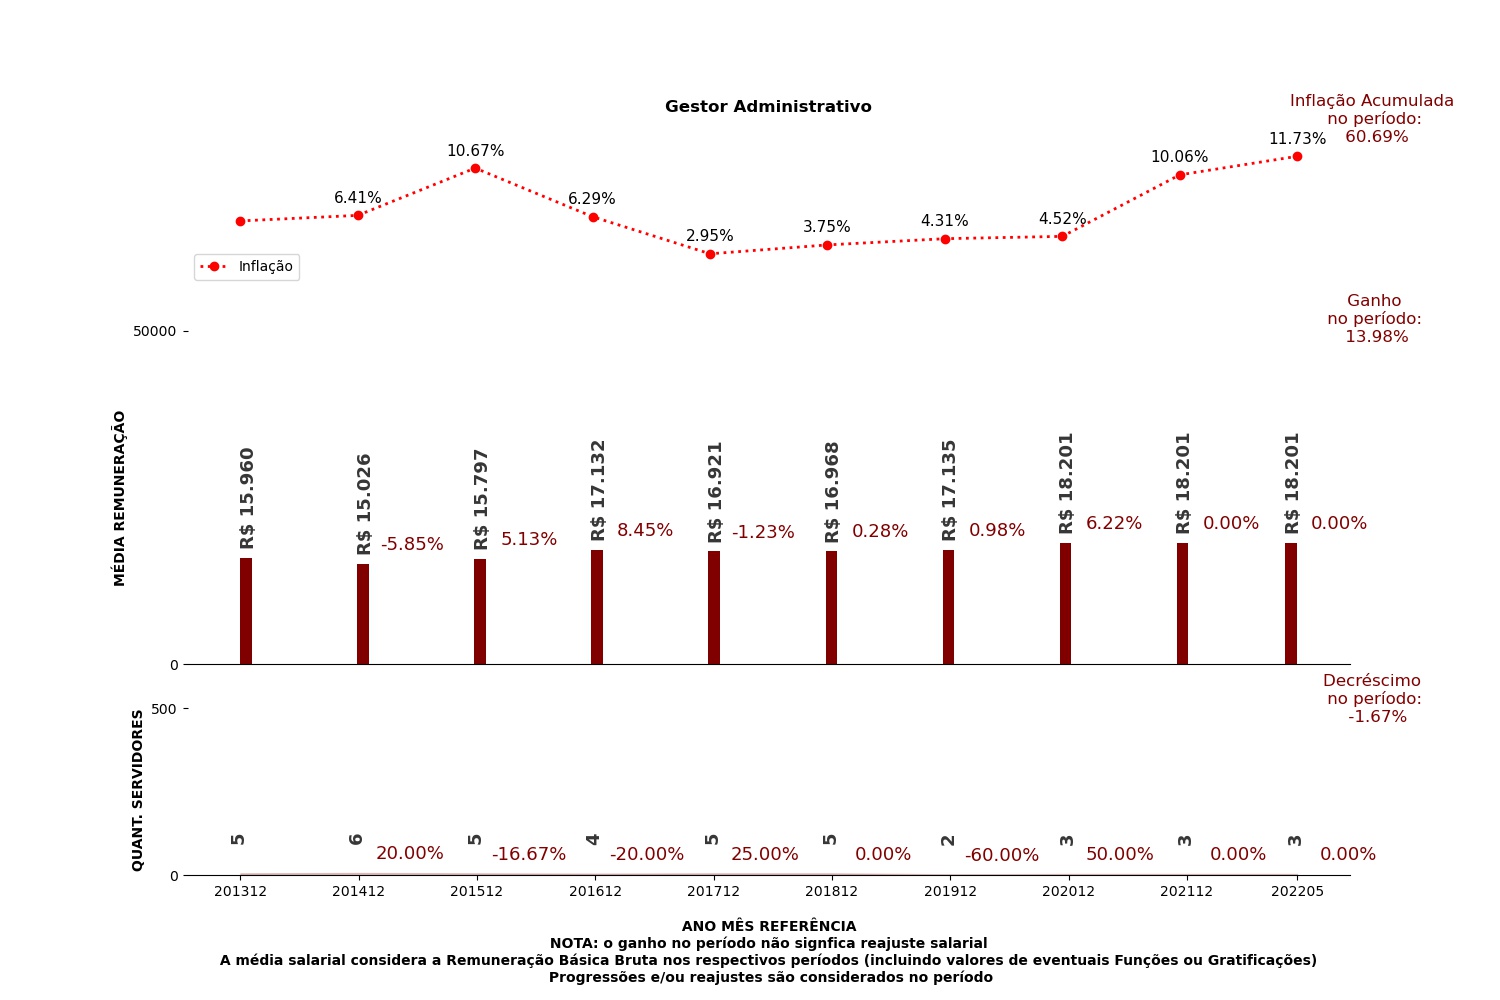 Gestor Administrativo
Inflação Acumulada
no período:
60.69%
6.41%
10.67%
6.29%
2.95%
3.75%
4.31%
4.52%
10.06%
11.73%
Inflação
Ganho
no período:
13.98%
50000
0
MÉDIA REMUNERAÇÃO
R$ 15.960
R$ 15.026
R$ 15.797
R$ 17.132
R$ 16.921
R$ 16.968
R$ 17.135
R$ 18.201
R$ 18.201
R$ 18.201
-5.85%
5.13%
8.45%
-1.23%
0.28%
0.98%
6.22%
0.00%
0.00%
Decréscimo
no período:
-1.67%
500
0
QUANT. SERVIDORES
5
6
5
4
5
5
2
3
3
3
20.00%
-16.67%
-20.00%
25.00%
0.00%
-60.00%
50.00%
0.00%
0.00%
201312
201412
201512
201612
201712
201812
201912
202012
202112
202205
ANO MÊS REFERÊNCIA
NOTA: o ganho no período não signfica reajuste salarial
A média salarial considera a Remuneração Básica Bruta nos respectivos períodos (incluindo valores de eventuais Funções ou Gratificações)
Progressões e/ou reajustes são considerados no período